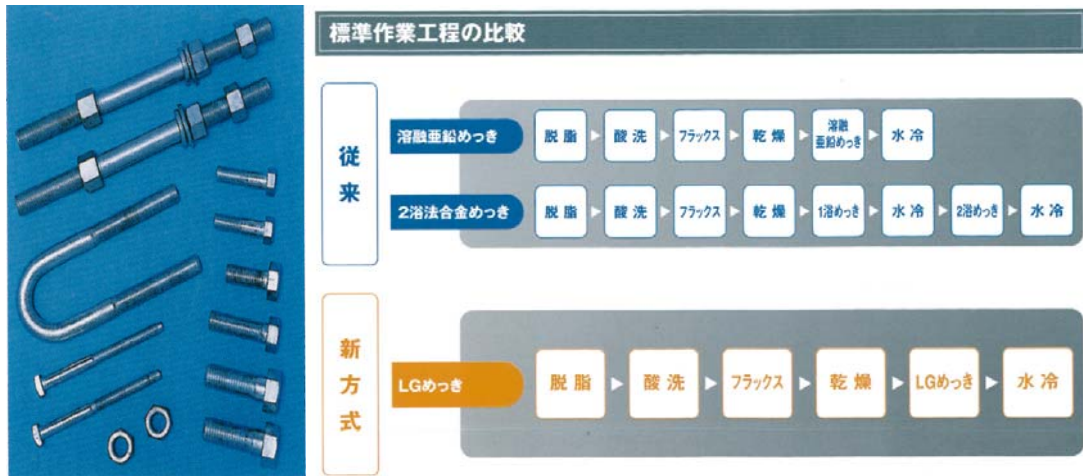 標準作業工程の比較
従来
溶融亜鉛めっき
脱脂
酸洗
フラックス
乾燥
溶融
亜鉛めっき
水冷
2浴法合金めっき
脱脂
酸洗
フラックス
乾燥
1浴めっき
水冷
2浴めっき
水冷
新方式
LGめっき
脱脂
酸洗
フラックス
乾燥
LGめっき
水冷